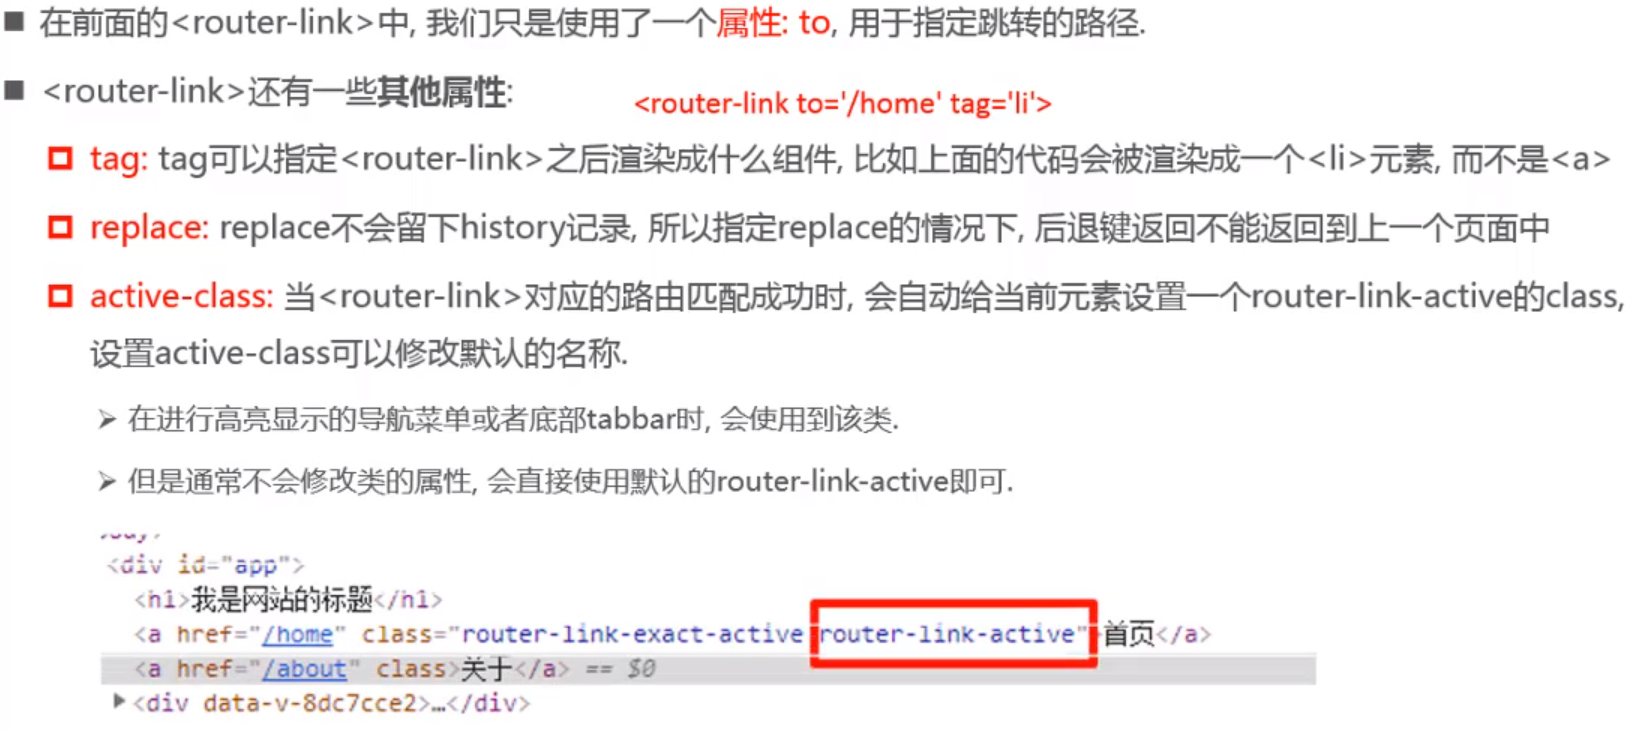 在前面的<router-link>中, 我们只是使用了一个属性: to, 用于指定跳转的路径.
<router-link>还有一些其他属性:
<router-link to='/home' tag='li'>
tag: tag可以指定<router-link>之后渲染成什么组件, 比如上面的代码会被渲染成一个<li>元素, 而不是<a>
replace: replace不会留下history记录, 所以指定replace的情况下, 后退键返回不能返回到上一个页面中
active-class: 当<router-link>对应的路由匹配成功时, 会自动给当前元素设置一个router-link-active的class,
设置active-class可以修改默认的名称.
在进行高亮显示的导航菜单或者底部tabbar时, 会使用到该类.
但是通常不会修改类的属性, 会直接使用默认的router-link-active即可.
<div id="app">
<h1>我是网站的标题</h1>
<a href="/home" class="router-link-exact-active router-link-active">首页</a>
<a href="/about" class>关于</a> == $0
<div data-v-8dc7cce2>…</div>